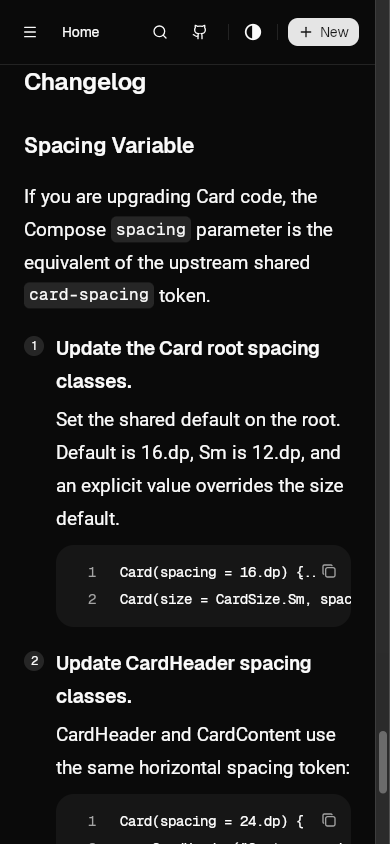 Home
New
Changelog
Spacing Variable
If you are upgrading Card code, the
Compose spacing parameter is the
equivalent of the upstream shared
card-spacing token.
1 Update the Card root spacing
classes.
Set the shared default on the root.
Default is 16.dp, Sm is 12.dp, and
an explicit value overrides the size
default.
1 Card(spacing = 16.dp) {..
2 Card(size = CardSize.Sm, spac
2 Update CardHeader spacing
classes.
CardHeader and CardContent use
the same horizontal spacing token:
1 Card(spacing = 24.dp) {